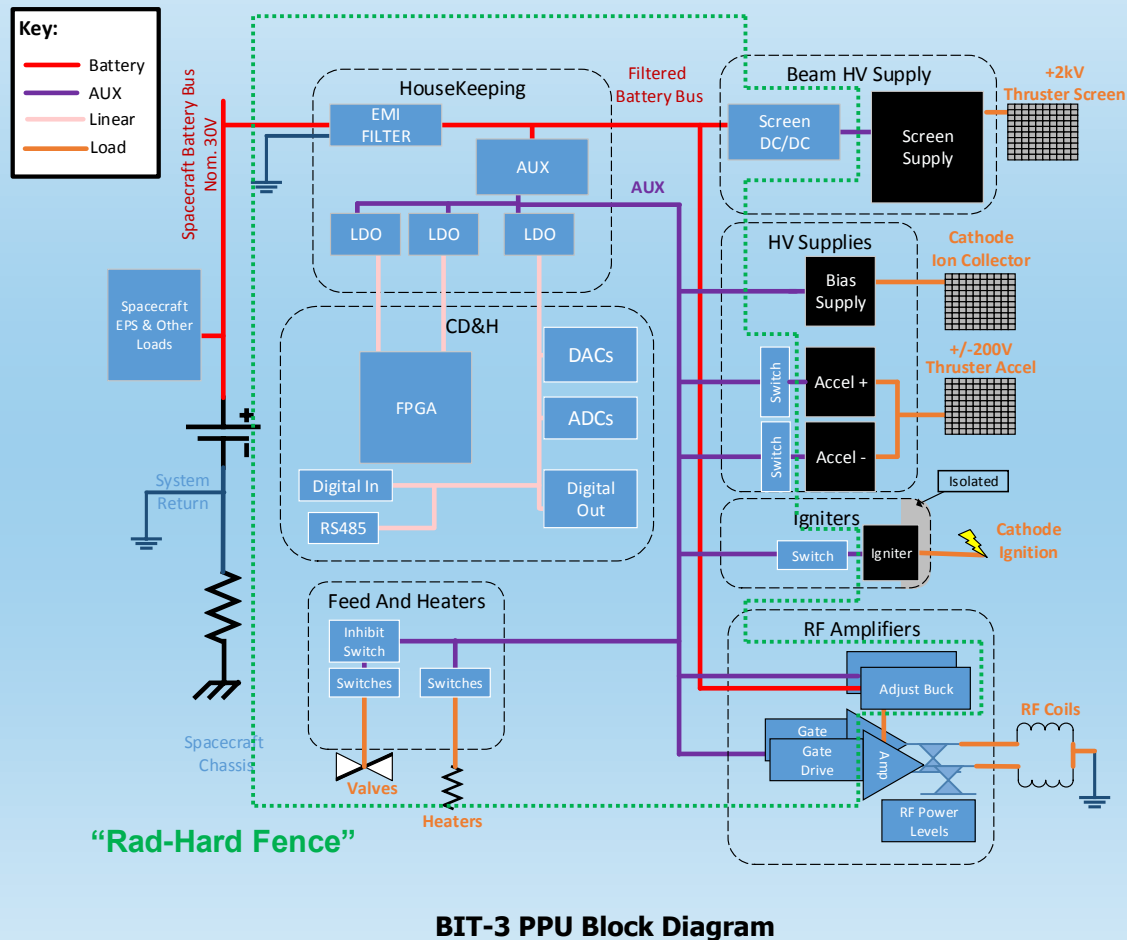 Key:
Battery
AUX
Linear
Load
Spacecraft Battery Bus
Nom. 30V
HouseKeeping
EMI
FILTER
AUX
LDO
LDO
LDO
Filtered
Battery Bus
AUX
Beam HV Supply
Screen
DC/DC
Screen
Supply
+2kV
Thruster Screen
HV Supplies
Bias
Supply
Cathode
Ion Collector
Switch
Accel +
+/-200V
Thruster Accel
Switch
Accel -
Spacecraft
EPS & Other
Loads
CD&H
FPGA
DACs
ADCs
Digital In
RS485
Digital
Out
+
-
System
Return
Isolated
Igniters
Switch
Igniter
Cathode
Ignition
Feed And Heaters
Inhibit
Switch
Switches
Switches
Valves
Heaters
RF Amplifiers
Adjust Buck
Gate
Gate
Drive
Amp
RF Power
Levels
RF Coils
Spacecraft
Chassis
“Rad-Hard Fence”
BIT-3 PPU Block Diagram